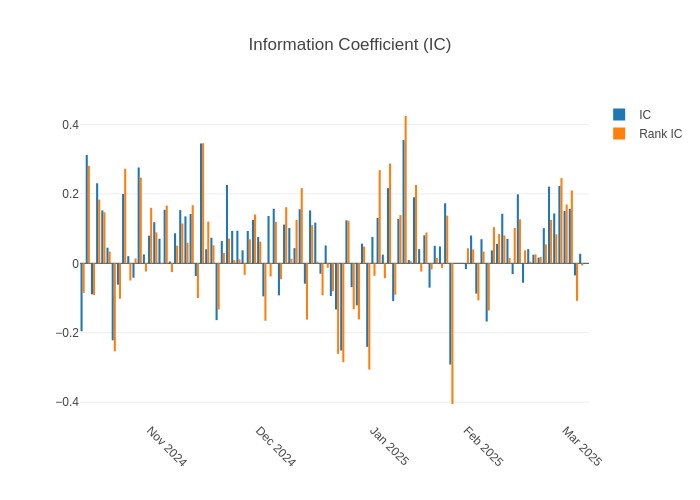 Information Coefficient (IC)
IC
Rank IC
0.4
0.2
0
−0.2
−0.4
Nov 2024
Dec 2024
Jan 2025
Feb 2025
Mar 2025